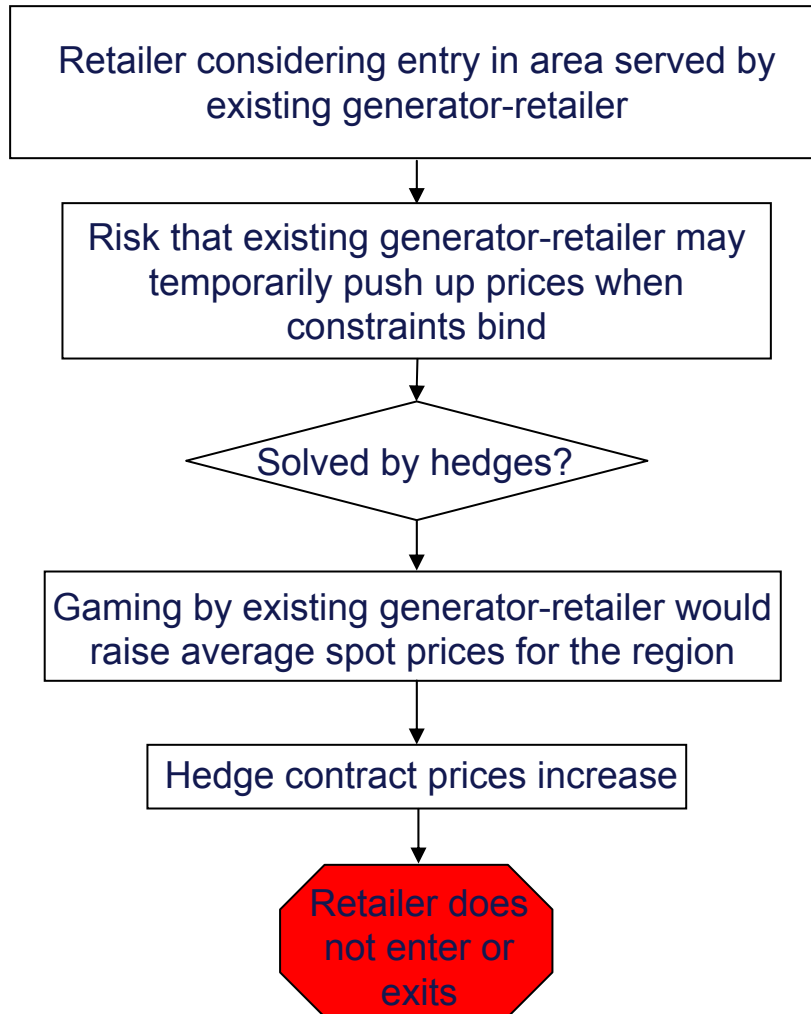 Retailer considering entry in area served by
existing generator-retailer
Risk that existing generator-retailer may
temporarily push up prices when
constraints bind
Solved by hedges?
Gaming by existing generator-retailer would
raise average spot prices for the region
Hedge contract prices increase
Retailer does
not enter or
exits